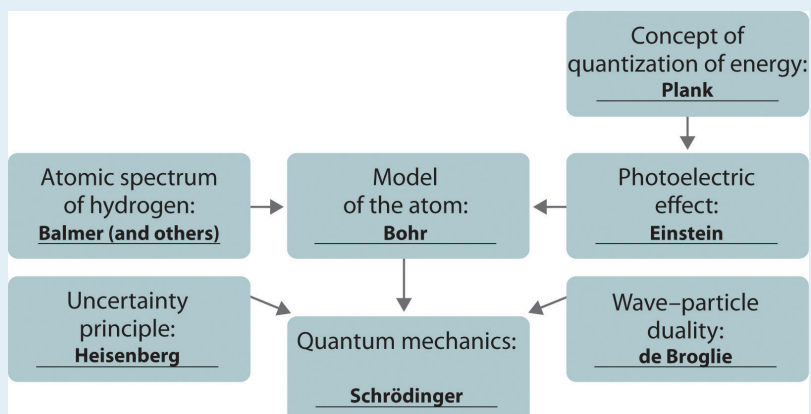 Concept of
quantization of energy:
Plank
Atomic spectrum
of hydrogen:
Balmer (and others)
Model
of the atom:
Bohr
Photoelectric
effect:
Einstein
Uncertainty
principle:
Heisenberg
Quantum mechanics:
Schrödinger
Wave–particle
duality:
de Broglie